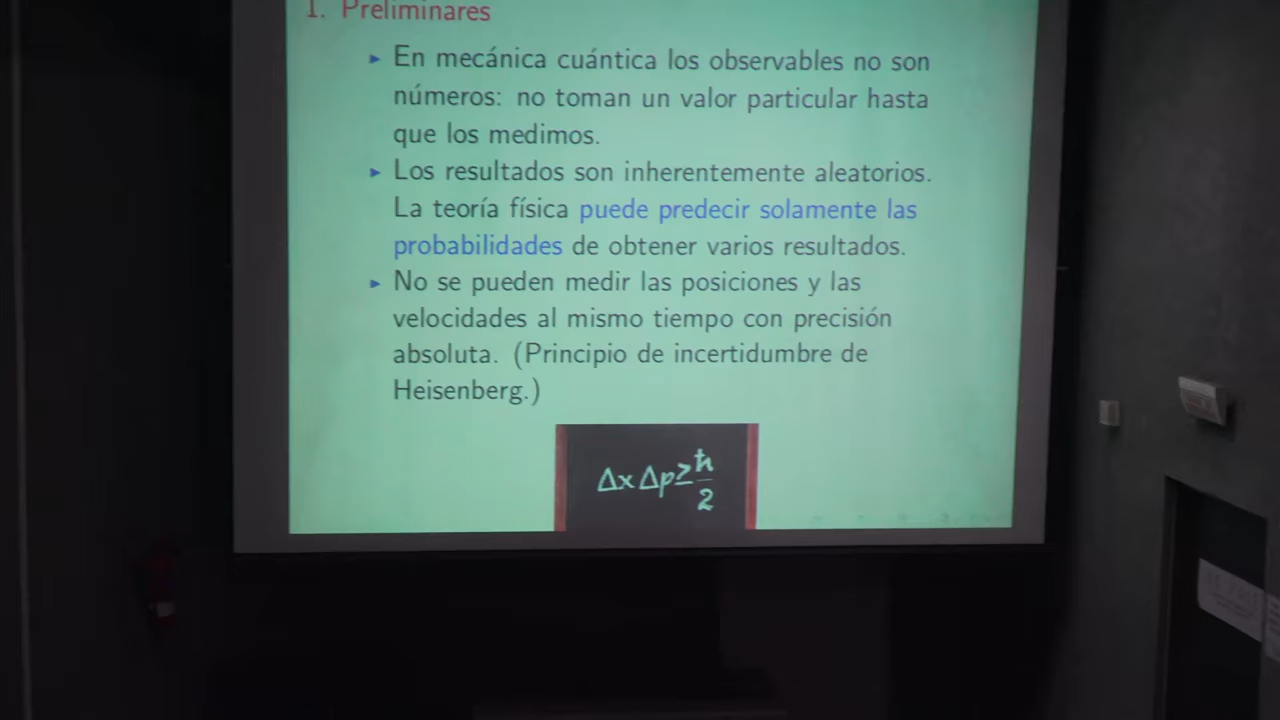 1. Preliminares
▸ En mecánica cuántica los observables no son
números: no toman un valor particular hasta
que los medimos.
▸ Los resultados son inherentemente aleatorios.
La teoría física puede predecir solamente las
probabilidades de obtener varios resultados.
▸ No se pueden medir las posiciones y las
velocidades al mismo tiempo con precisión
absoluta. (Principio de incertidumbre de
Heisenberg.)
Δx Δp ≥ ħ/2